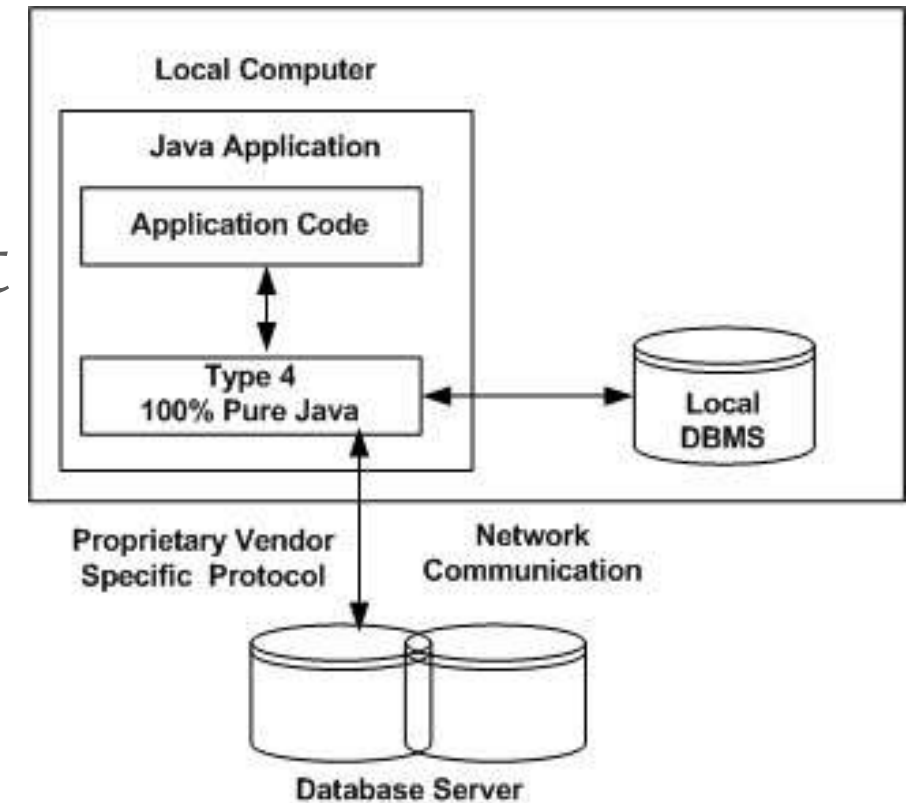 Local Computer
Java Application
Application Code
t
Type 4
100% Pure Java
Local
DBMS
Proprietary Vendor
Specific Protocol
Network
Communication
Database Server